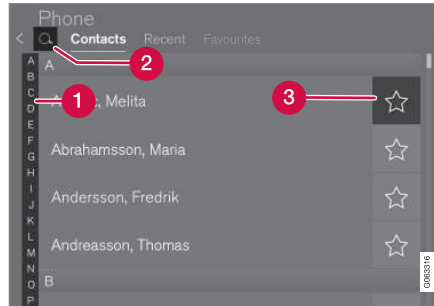 Phone
< Contacts Recent Favourites
2
A
B
C
D
E
F
G
H
I
J
K
L
M
N
O
P
A
1
, Melita
3
Abrahamsson, Maria
Andersson, Fredrik
Andreasson, Thomas
B
G063316